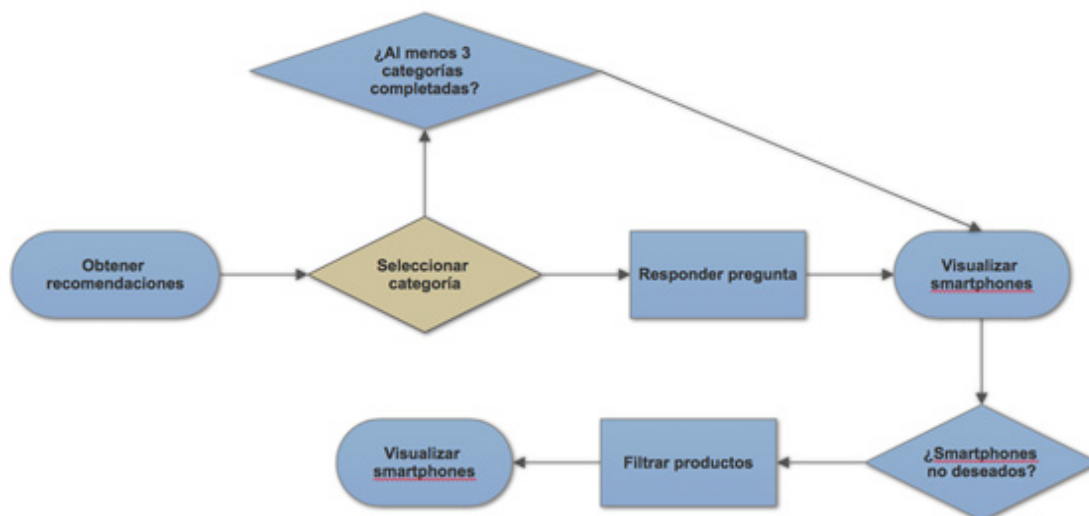 ¿Al menos 3
categorías
completadas?
Obtener
recomendaciones
Seleccionar
categoría
Responder pregunta
Visualizar
smartphones
Visualizar
smartphones
Filtrar productos
¿Smartphones
no deseados?